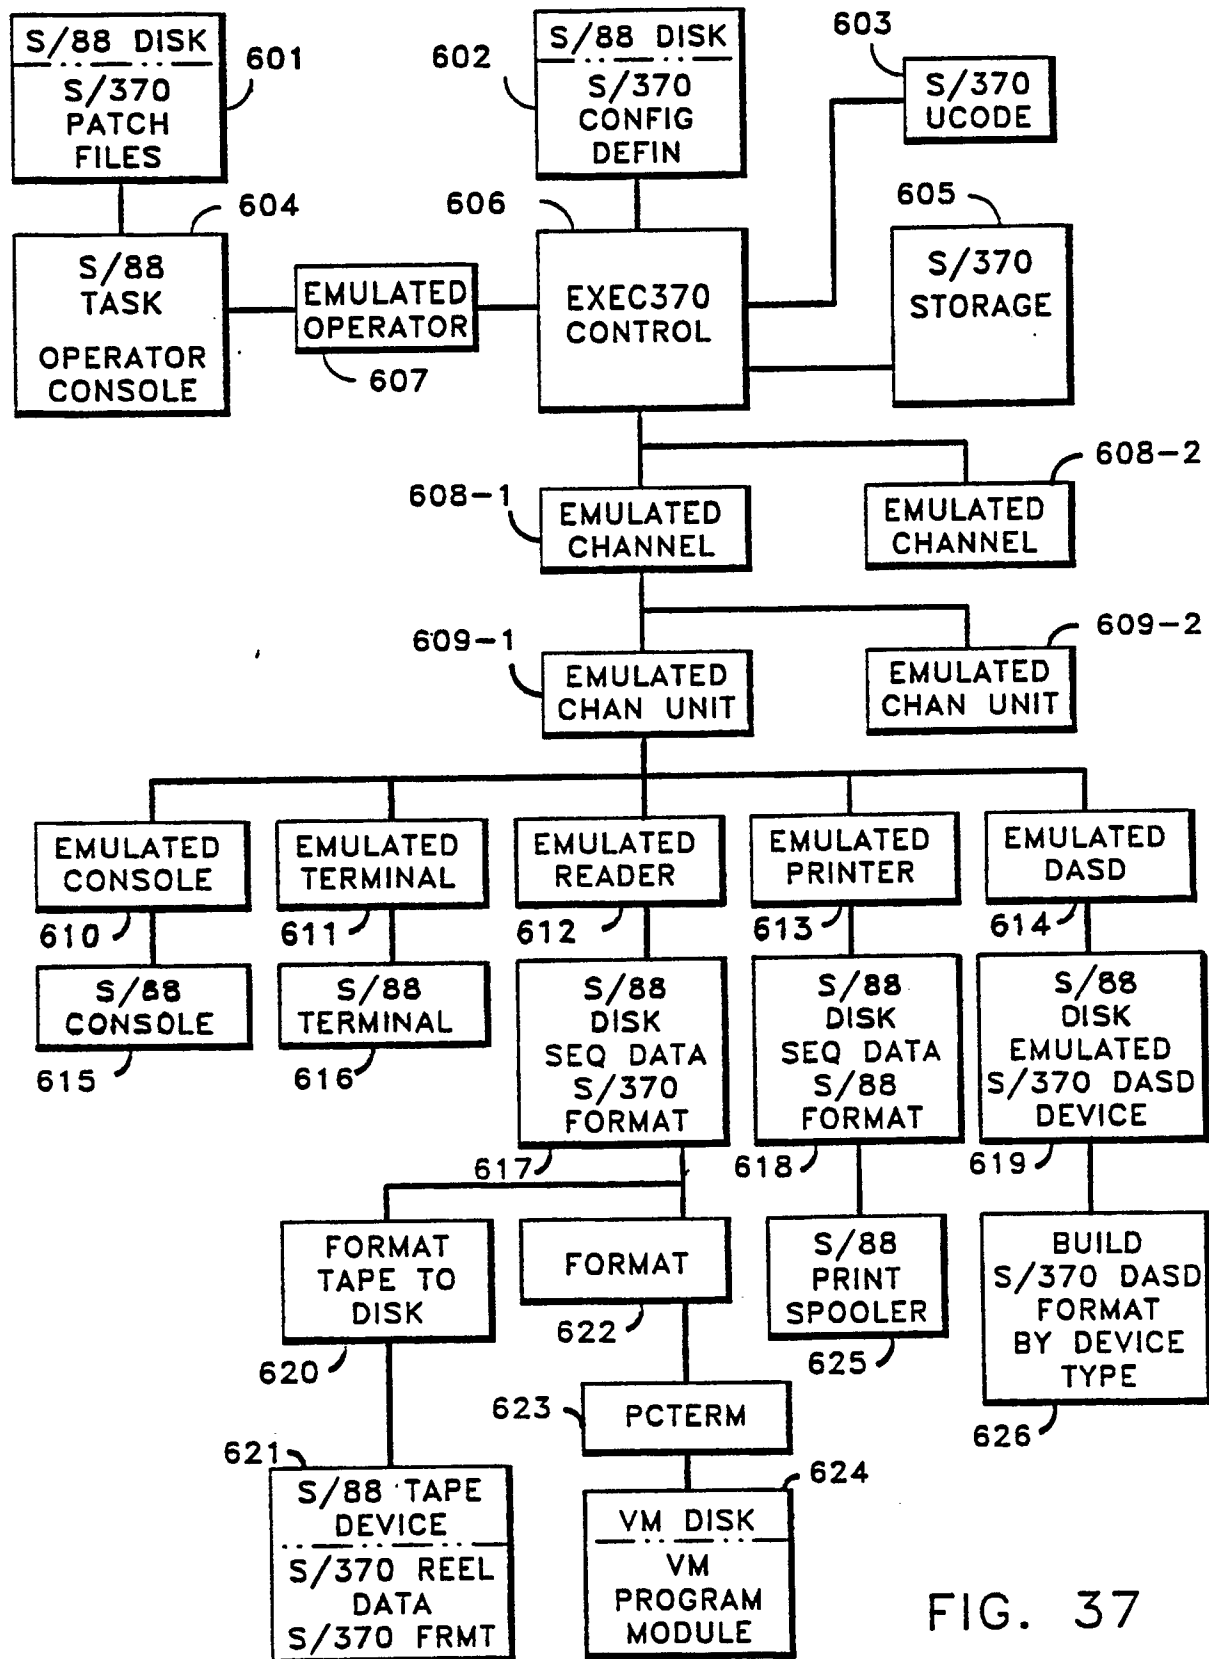 S/88 DISK
S/370
PATCH
FILES
601
S/88 DISK
S/370
CONFIG
DEFIN
602
603
S/370
UCODE
604
S/88
TASK
OPERATOR
CONSOLE
EMULATED
OPERATOR
607
606
EXEC370
CONTROL
605
S/370
STORAGE
608-1
EMULATED
CHANNEL
608-2
EMULATED
CHANNEL
609-1
EMULATED
CHAN UNIT
609-2
EMULATED
CHAN UNIT
EMULATED
CONSOLE
610
EMULATED
TERMINAL
611
EMULATED
READER
612
EMULATED
PRINTER
613
EMULATED
DASD
614
S/88
CONSOLE
615
S/88
TERMINAL
616
S/88
DISK
SEQ DATA
S/370
FORMAT
617
S/88
DISK
SEQ DATA
S/88
FORMAT
618
S/88
DISK
EMULATED
S/370 DASD
DEVICE
619
FORMAT
TAPE TO
DISK
620
FORMAT
622
S/88
PRINT
SPOOLER
625
BUILD
S/370 DASD
FORMAT
BY DEVICE
TYPE
626
623
PCTERM
621
S/88 TAPE
DEVICE
S/370 REEL
DATA
S/370 FRMT
624
VM DISK
VM
PROGRAM
MODULE
FIG. 37